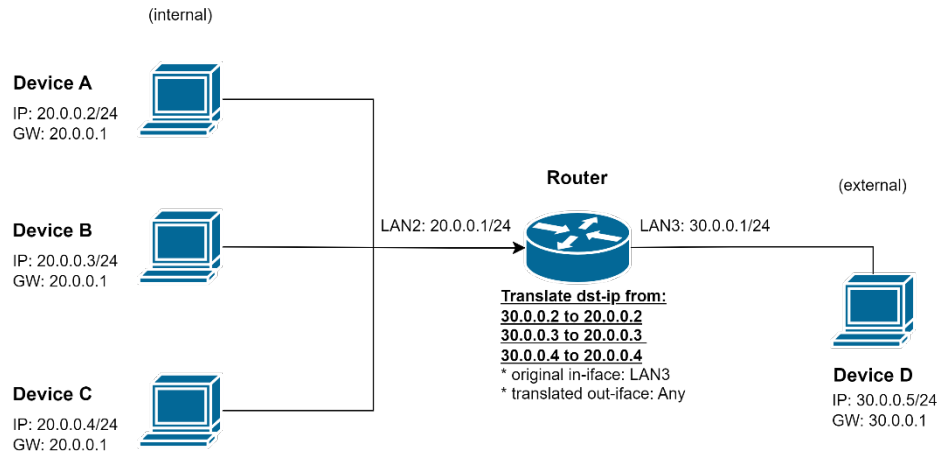 (internal)
Device A
IP: 20.0.0.2/24
GW: 20.0.0.1
Device B
IP: 20.0.0.3/24
GW: 20.0.0.1
Device C
IP: 20.0.0.4/24
GW: 20.0.0.1
LAN2: 20.0.0.1/24
Router
LAN3: 30.0.0.1/24
Translate dst-ip from:
30.0.0.2 to 20.0.0.2
30.0.0.3 to 20.0.0.3
30.0.0.4 to 20.0.0.4
* original in-iface: LAN3
* translated out-iface: Any
(external)
Device D
IP: 30.0.0.5/24
GW: 30.0.0.1